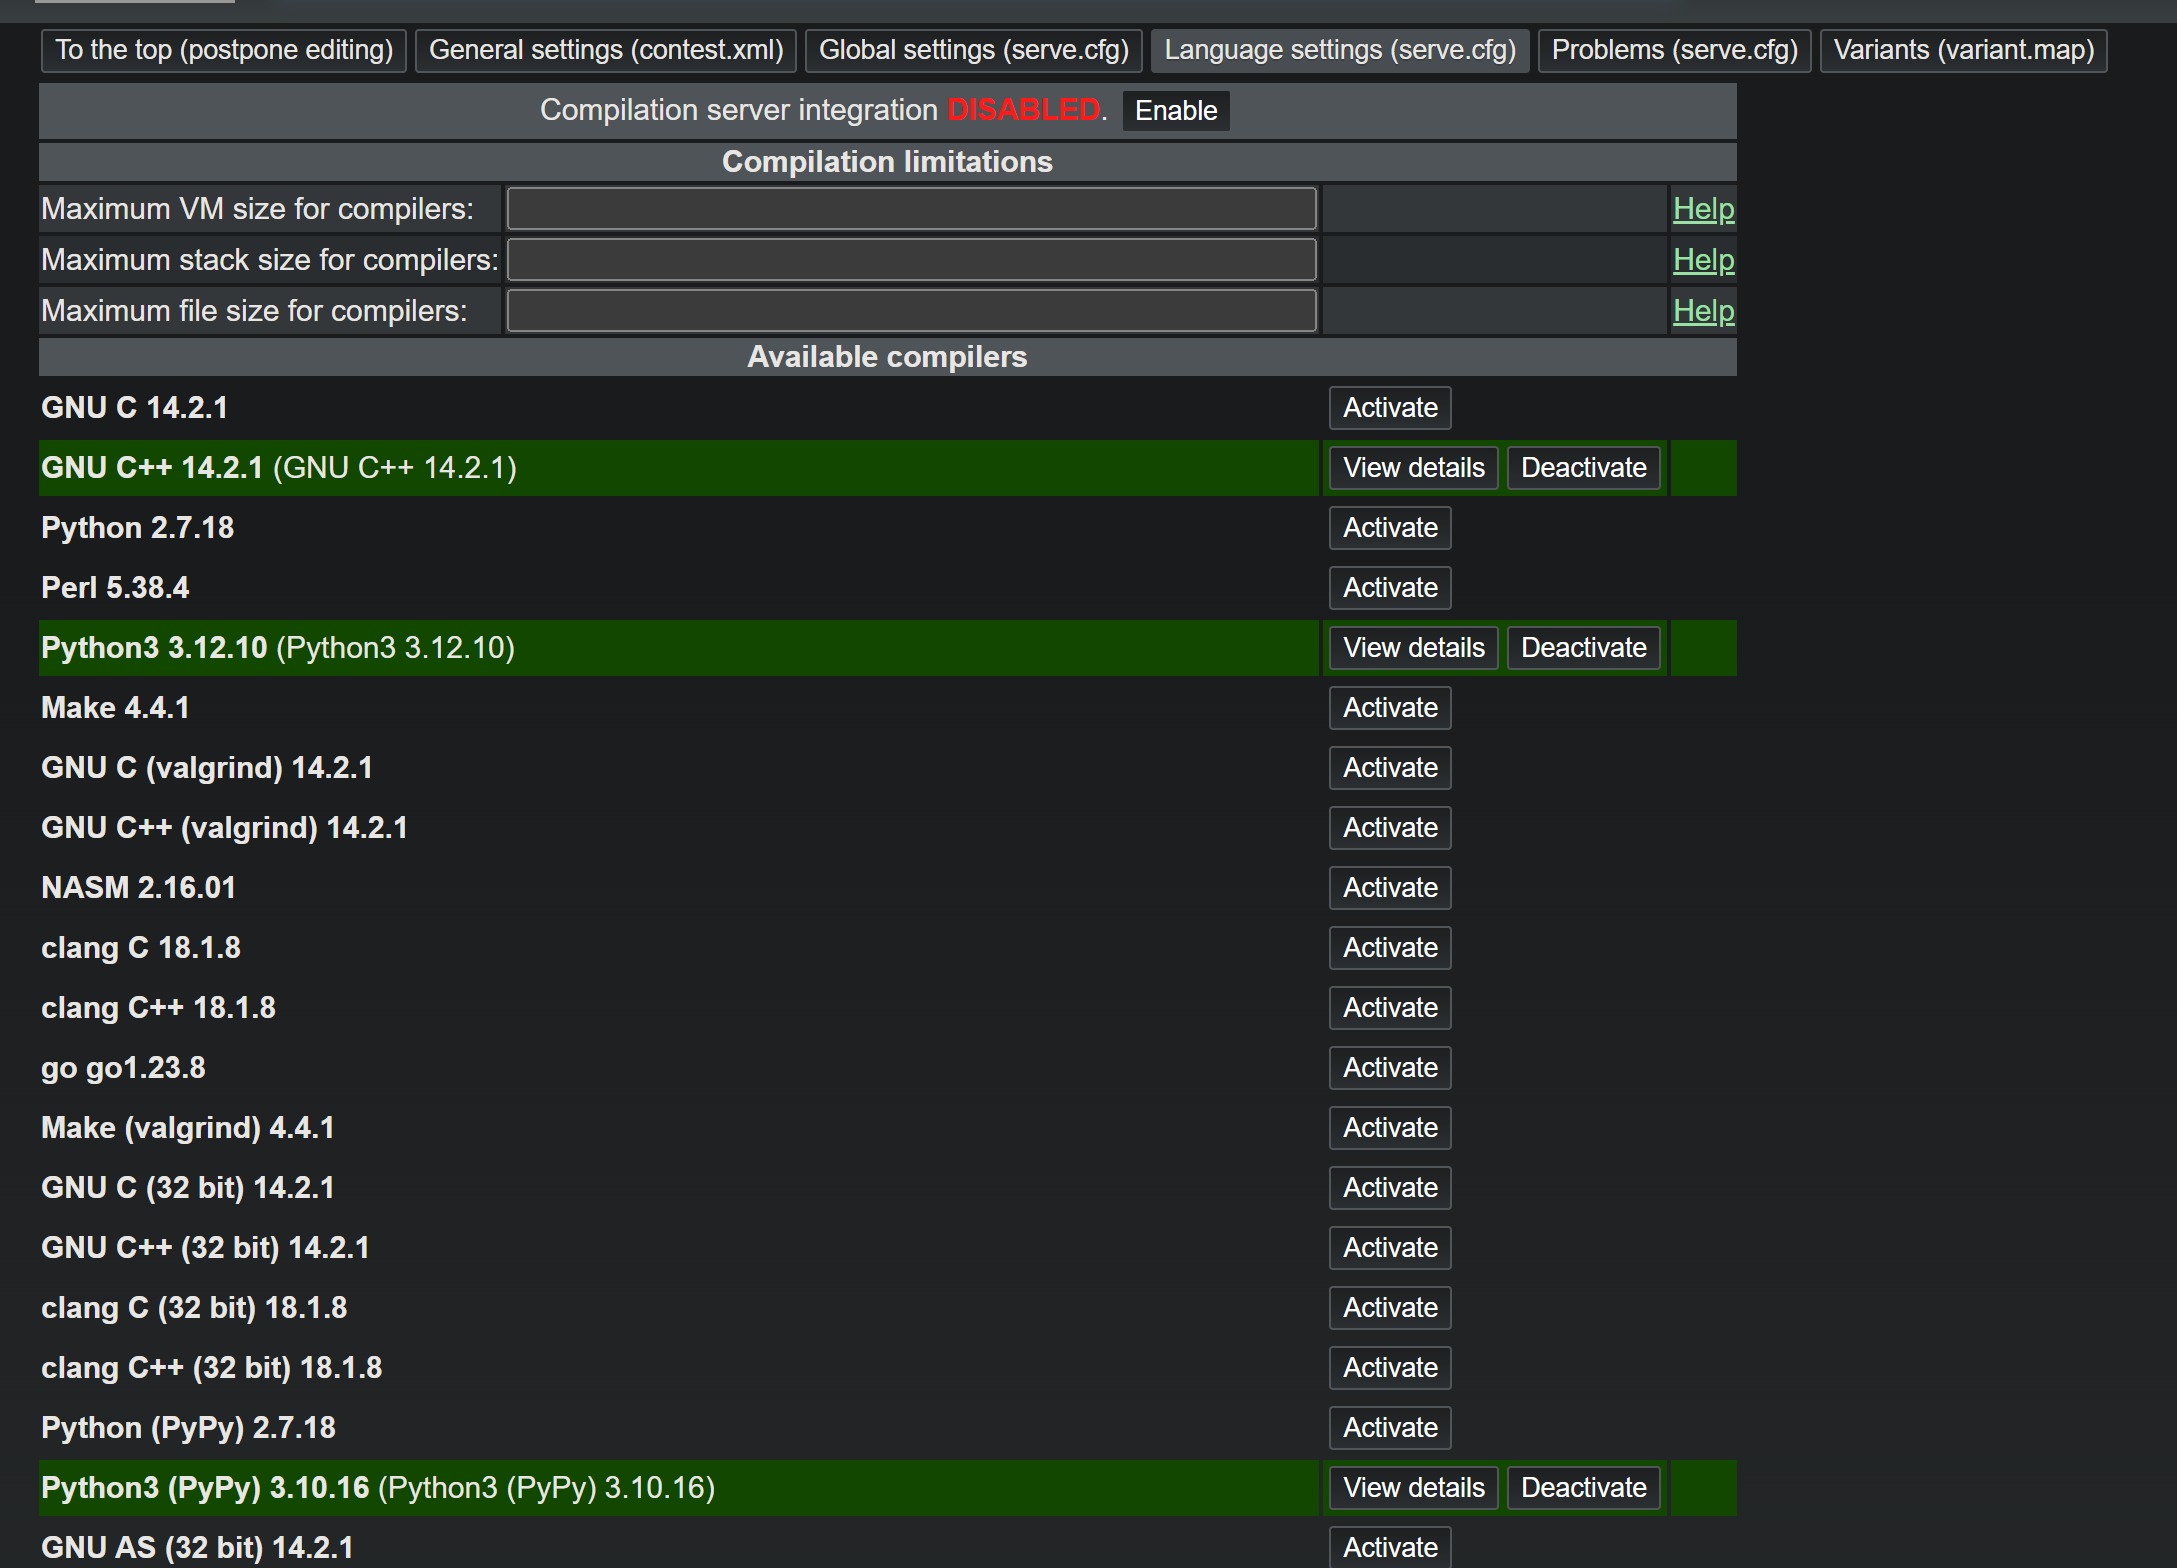 To the top (postpone editing) General settings (contest.xml) Global settings (serve.cfg) Language settings (serve.cfg) Problems (serve.cfg) Variants (variant.map)
Compilation server integration DISABLED. Enable
Compilation limitations
Maximum VM size for compilers: Help
Maximum stack size for compilers: Help
Maximum file size for compilers: Help
Available compilers
GNU C 14.2.1 Activate
GNU C++ 14.2.1 (GNU C++ 14.2.1) View details Deactivate
Python 2.7.18 Activate
Perl 5.38.4 Activate
Python3 3.12.10 (Python3 3.12.10) View details Deactivate
Make 4.4.1 Activate
GNU C (valgrind) 14.2.1 Activate
GNU C++ (valgrind) 14.2.1 Activate
NASM 2.16.01 Activate
clang C 18.1.8 Activate
clang C++ 18.1.8 Activate
go go1.23.8 Activate
Make (valgrind) 4.4.1 Activate
GNU C (32 bit) 14.2.1 Activate
GNU C++ (32 bit) 14.2.1 Activate
clang C (32 bit) 18.1.8 Activate
clang C++ (32 bit) 18.1.8 Activate
Python (PyPy) 2.7.18 Activate
Python3 (PyPy) 3.10.16 (Python3 (PyPy) 3.10.16) View details Deactivate
GNU AS (32 bit) 14.2.1 Activate